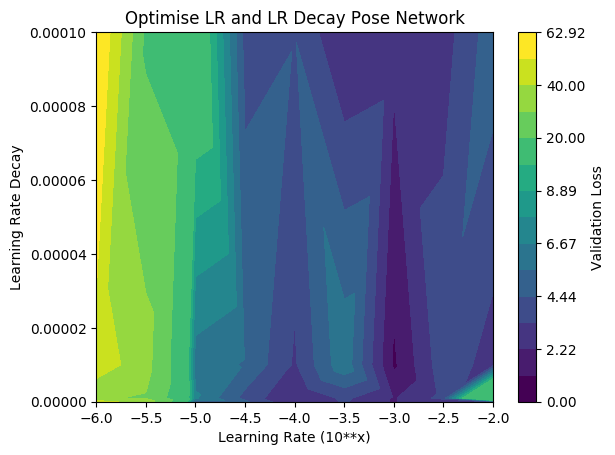 Optimise LR and LR Decay Pose Network
0.00010
0.00008
0.00006
0.00004
0.00002
0.00000
Learning Rate Decay
−6.0 −5.5 −5.0 −4.5 −4.0 −3.5 −3.0 −2.5 −2.0
Learning Rate (10**x)
62.92
40.00
20.00
8.89
6.67
4.44
2.22
0.00
Validation Loss